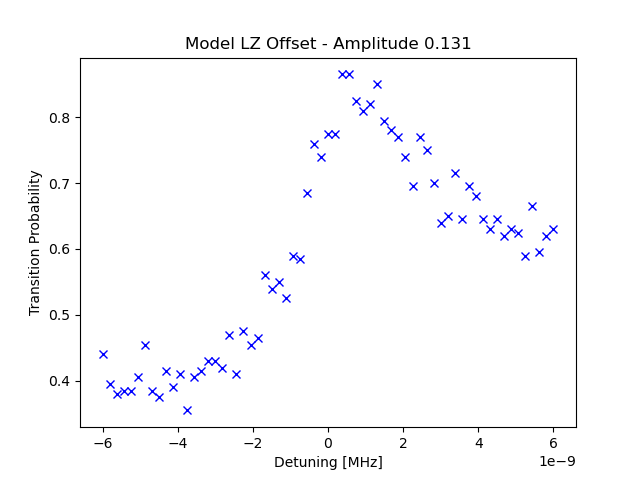 Model LZ Offset - Amplitude 0.131
Transition Probability
0.8
0.7
0.6
0.5
0.4
−6 −4 −2 0 2 4 6
1e−9
Detuning [MHz]